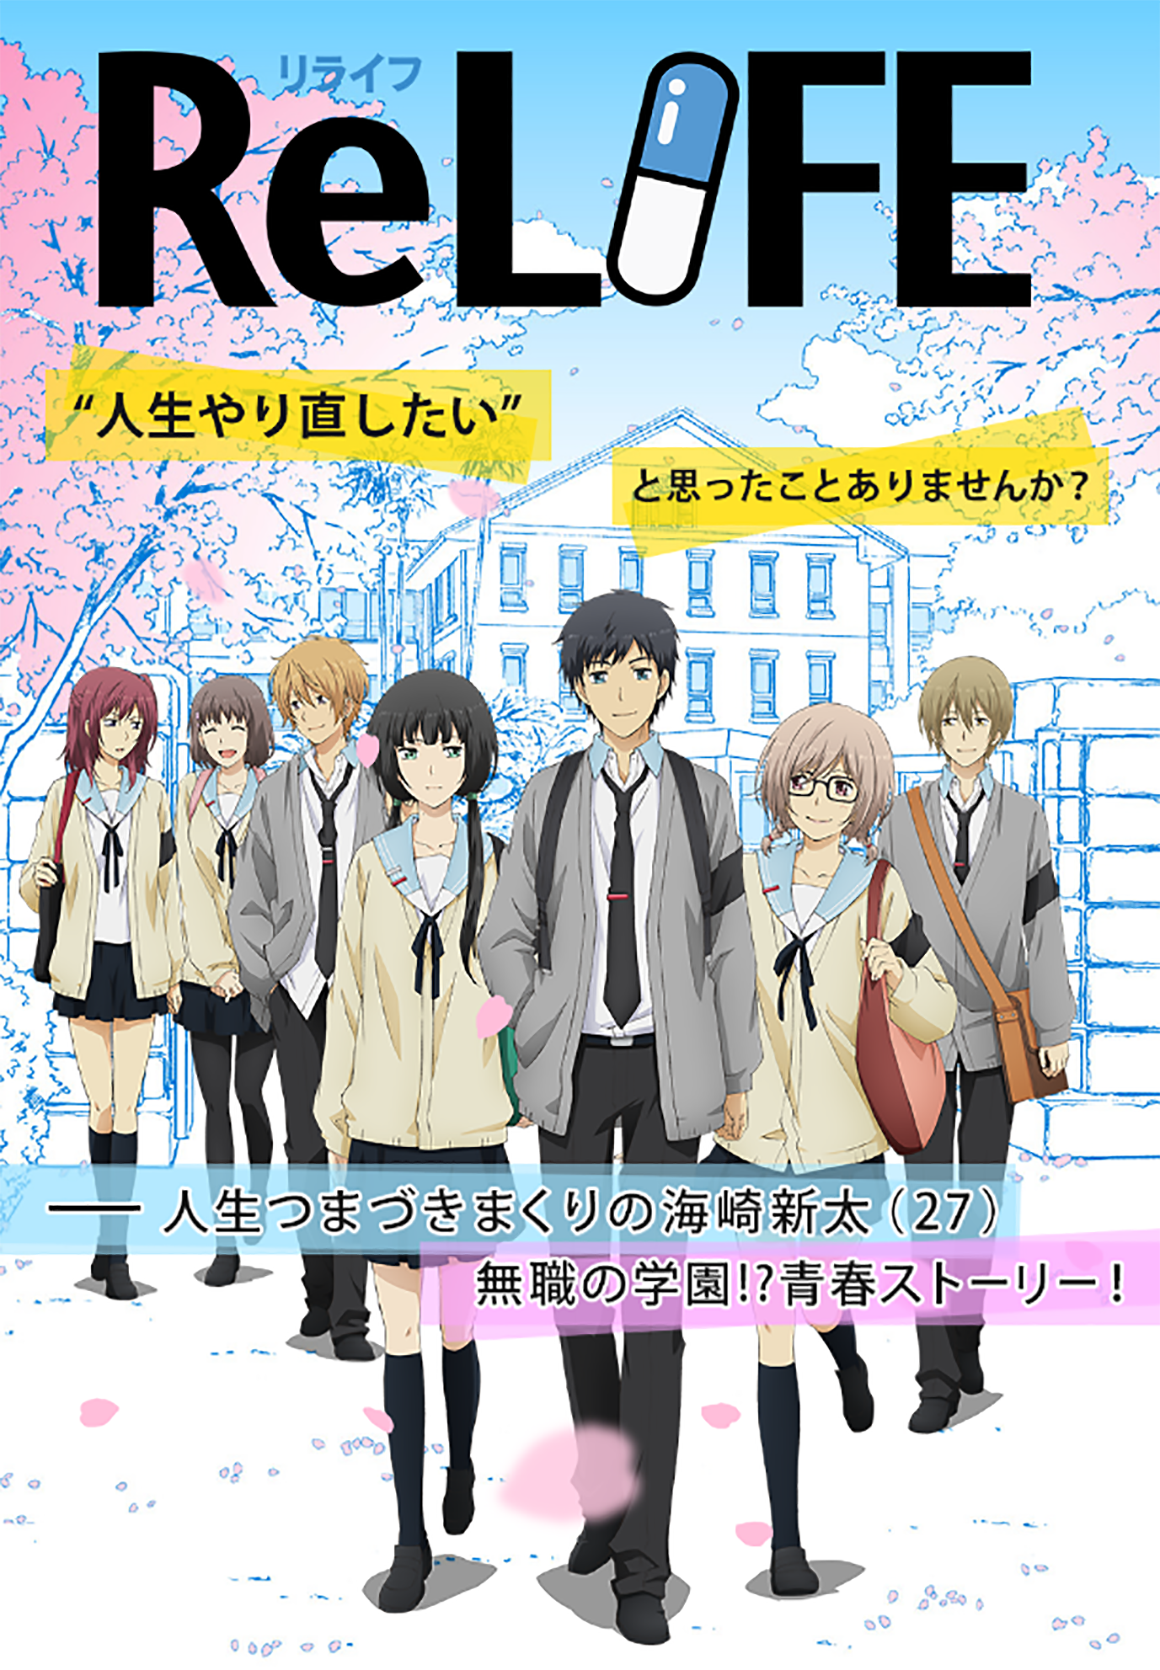 リライフ
ReLIFE
“人生やり直したい”
と思ったことありませんか?
── 人生つまづきまくりの海崎新太（27）
無職の学園!?青春ストーリー!